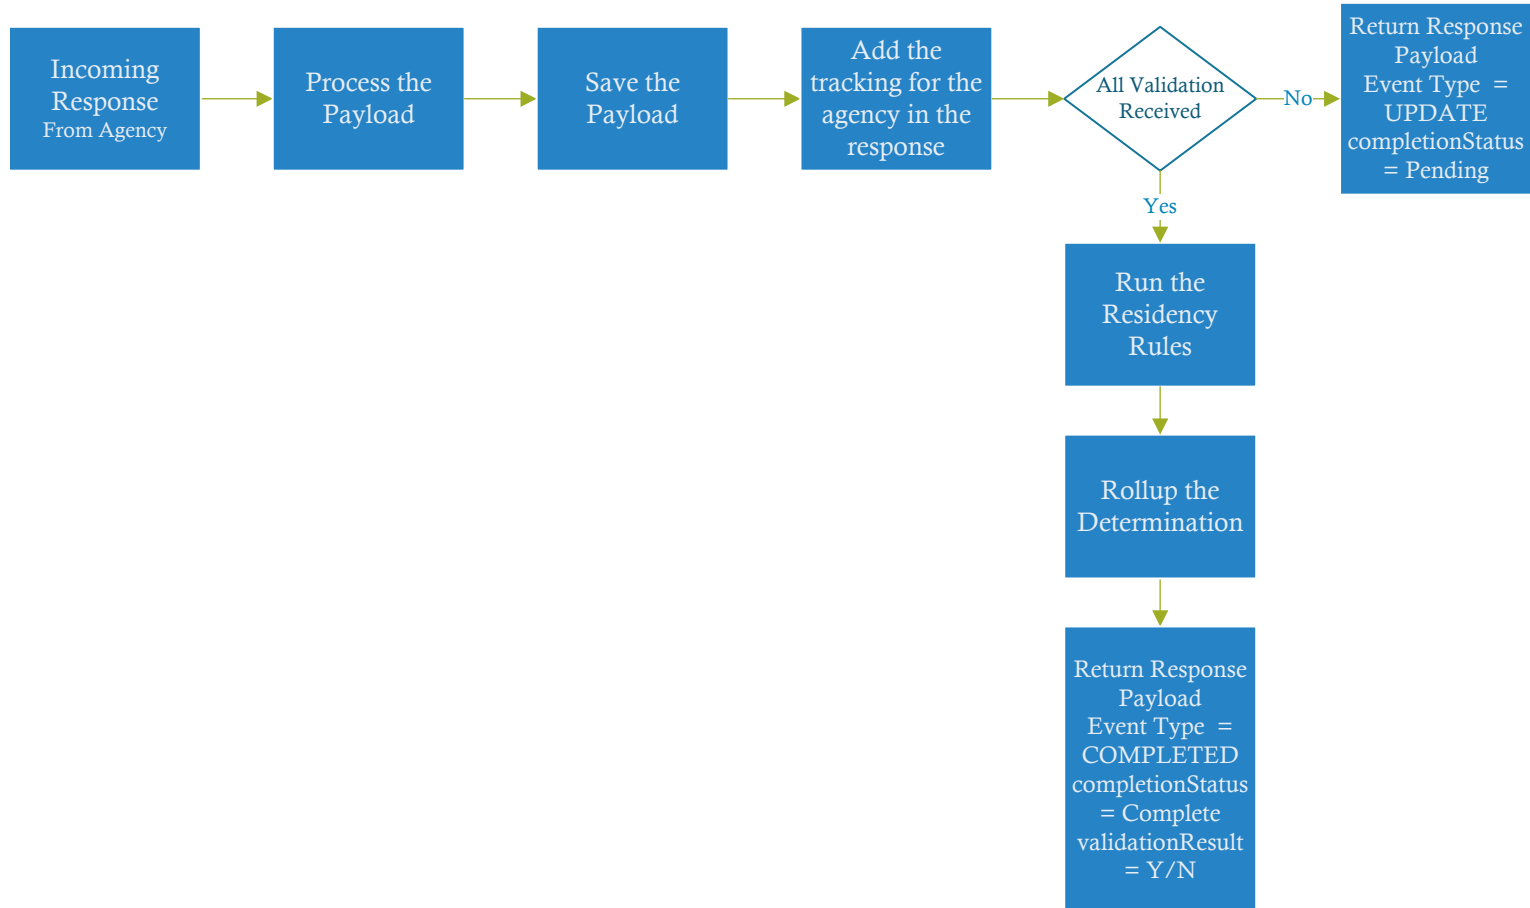 Incoming
Response
From Agency
Process the
Payload
Save the
Payload
Add the
tracking for the
agency in the
response
All Validation
Received
No
Return Response
Payload
Event Type =
UPDATE
completionStatus
= Pending
Yes
Run the
Residency
Rules
Rollup the
Determination
Return Response
Payload
Event Type =
COMPLETED
completionStatus
= Complete
validationResult
= Y/N